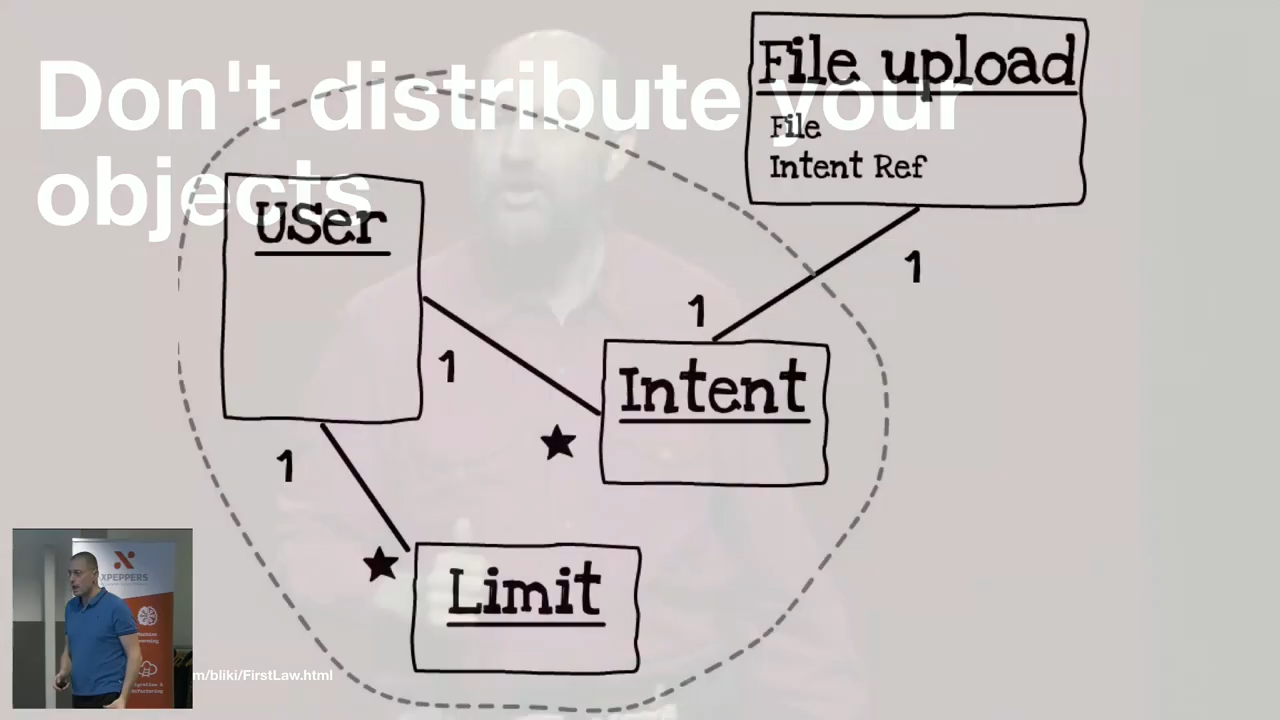 Don't distribute your
objects
File upload
File
Intent Ref
User
1
1
1
Intent
1
Limit
XPEPPERS
m/bliki/FirstLaw.html